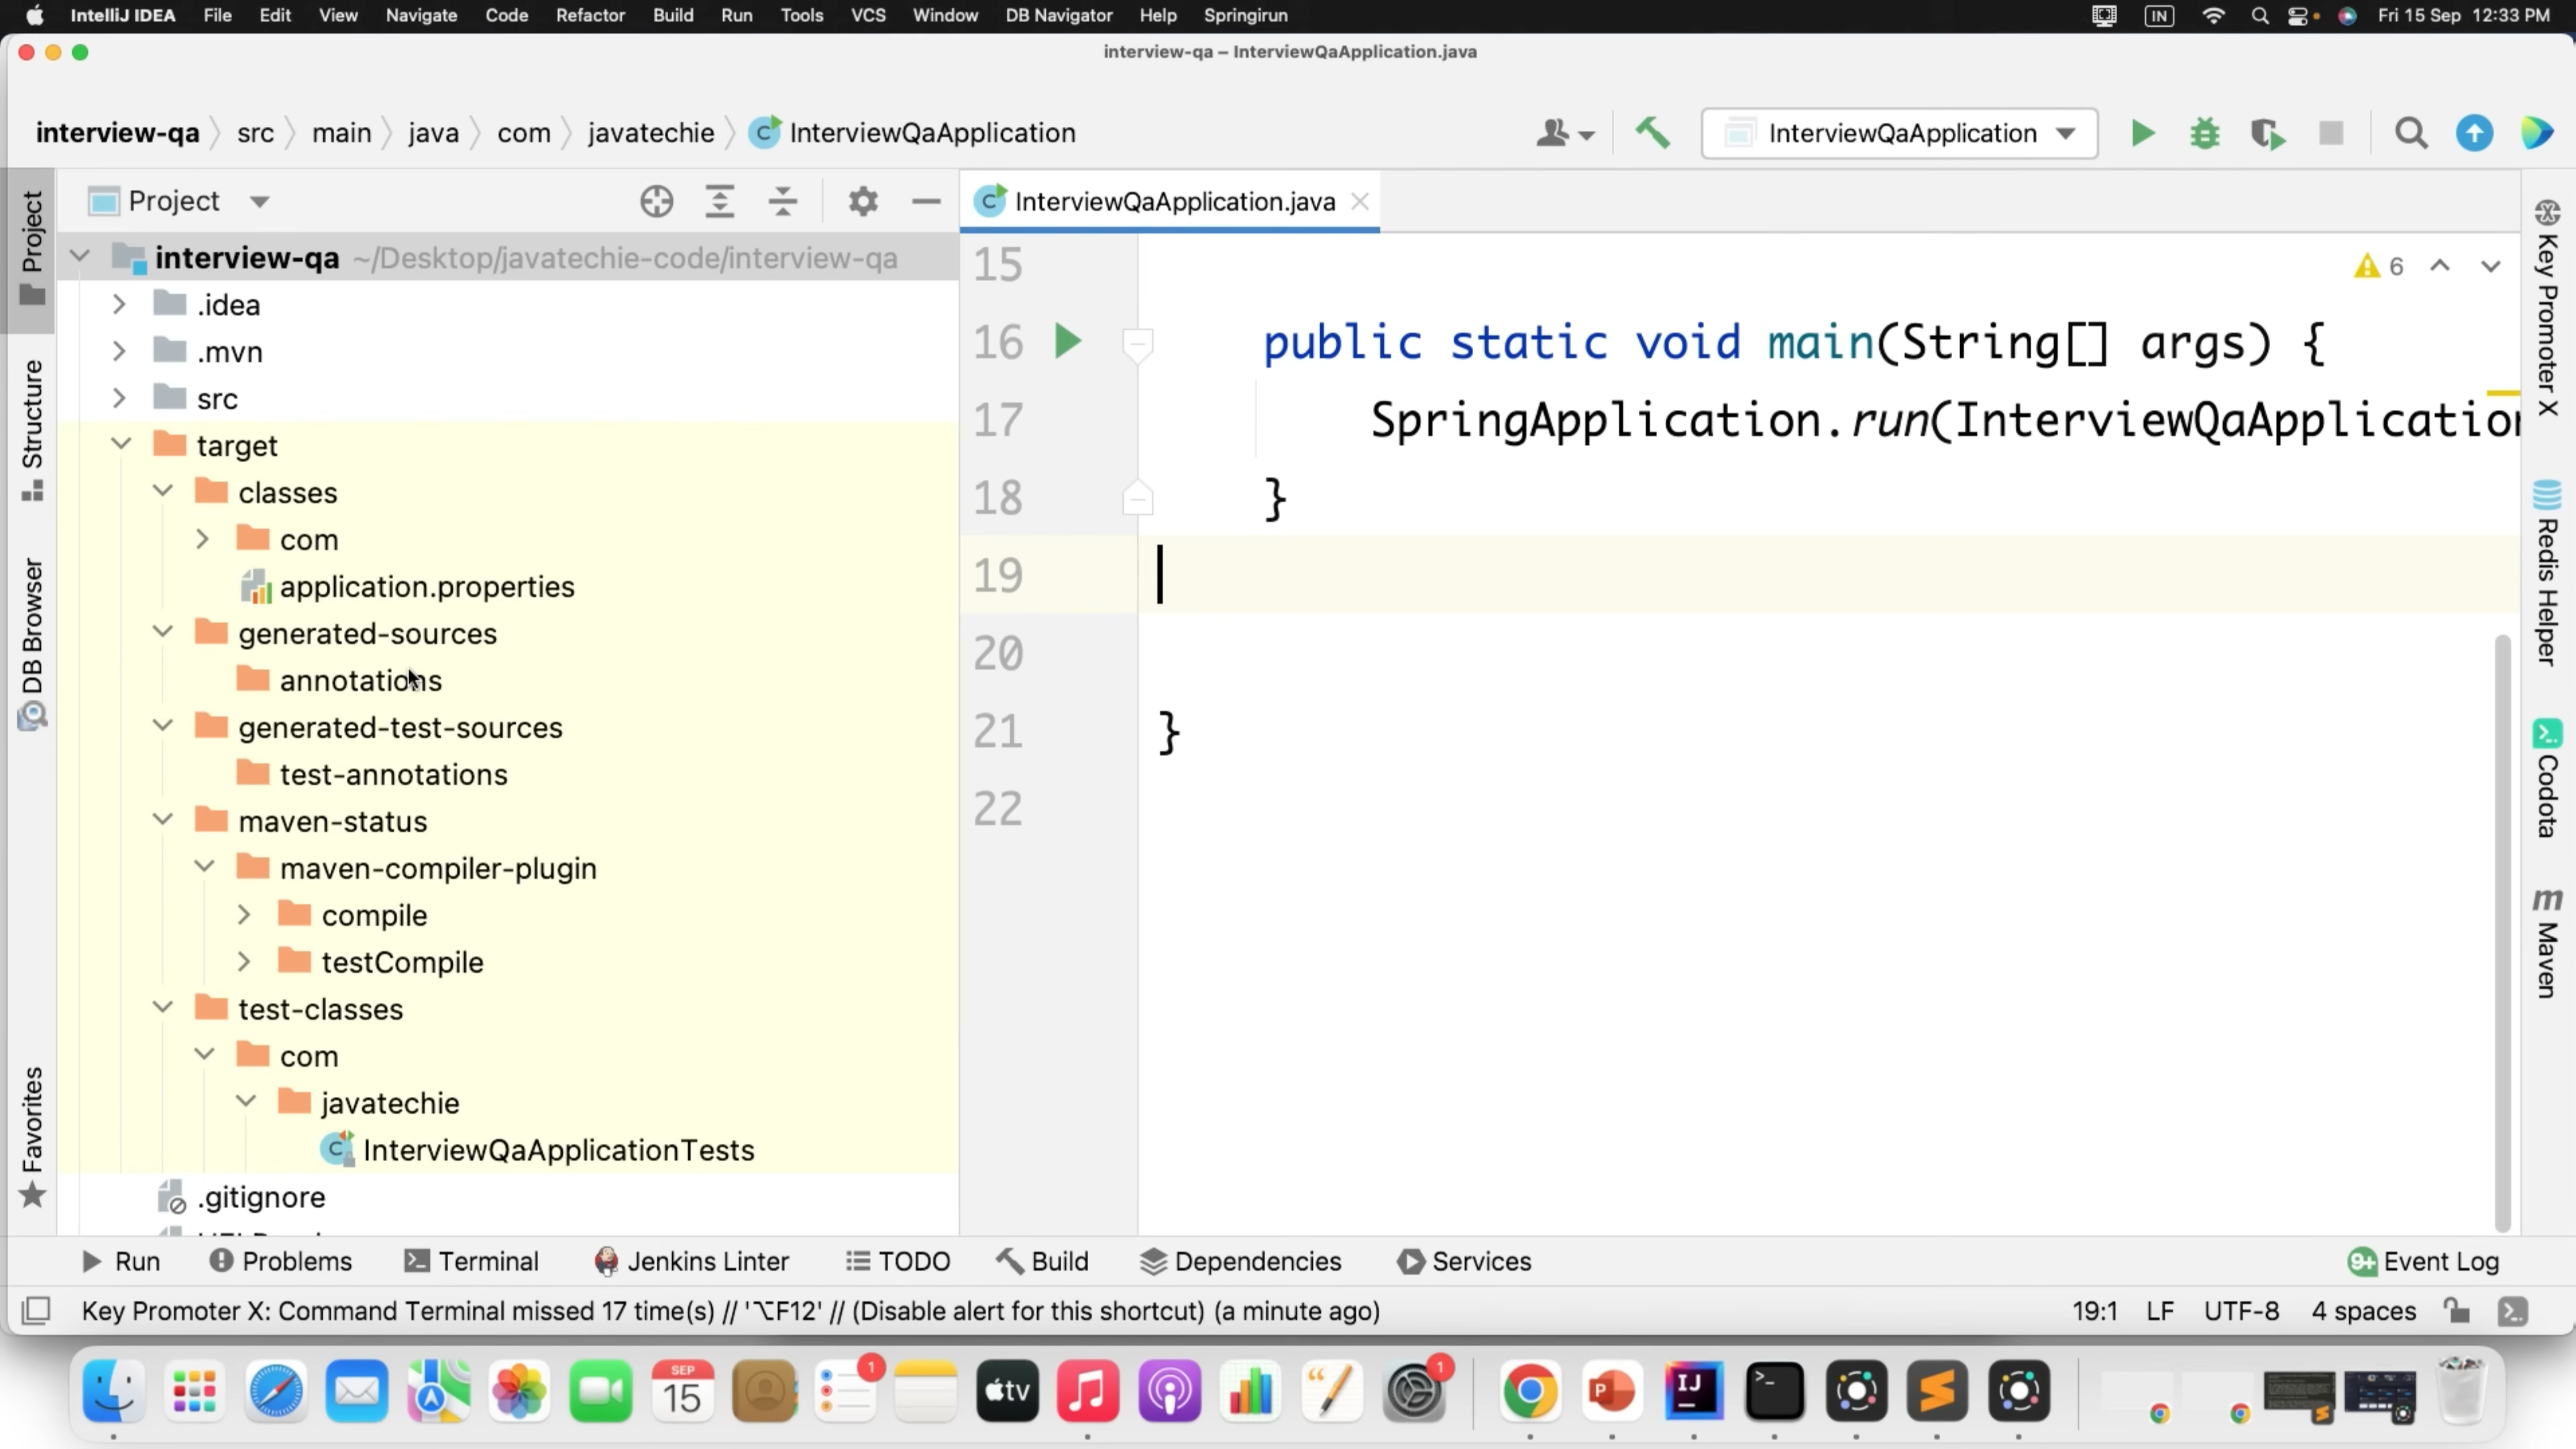 IntelliJ IDEA File Edit View Navigate Code Refactor Build Run Tools VCS Window DB Navigator Help Springirun IN Fri 15 Sep 12:33 PM
interview-qa – InterviewQaApplication.java
interview-qa src main java com javatechie InterviewQaApplication InterviewQaApplication
Project
InterviewQaApplication.java
interview-qa ~/Desktop/javatechie-code/interview-qa
.idea
.mvn
src
target
classes
com
application.properties
generated-sources
annotations
generated-test-sources
test-annotations
maven-status
maven-compiler-plugin
compile
testCompile
test-classes
com
javatechie
InterviewQaApplicationTests
.gitignore
Project
Structure
DB Browser
Favorites
6
15
16 public static void main(String[] args) {
17 SpringApplication.run(InterviewQaApplication
18 }
19
20
21 }
22
Key Promoter X
Redis Helper
Codota
Maven
Run Problems Terminal Jenkins Linter TODO Build Dependencies Services 9+ Event Log
Key Promoter X: Command Terminal missed 17 time(s) // '⌥F12' // (Disable alert for this shortcut) (a minute ago) 19:1 LF UTF-8 4 spaces
SEP
15
1
tv
1
P
IJ